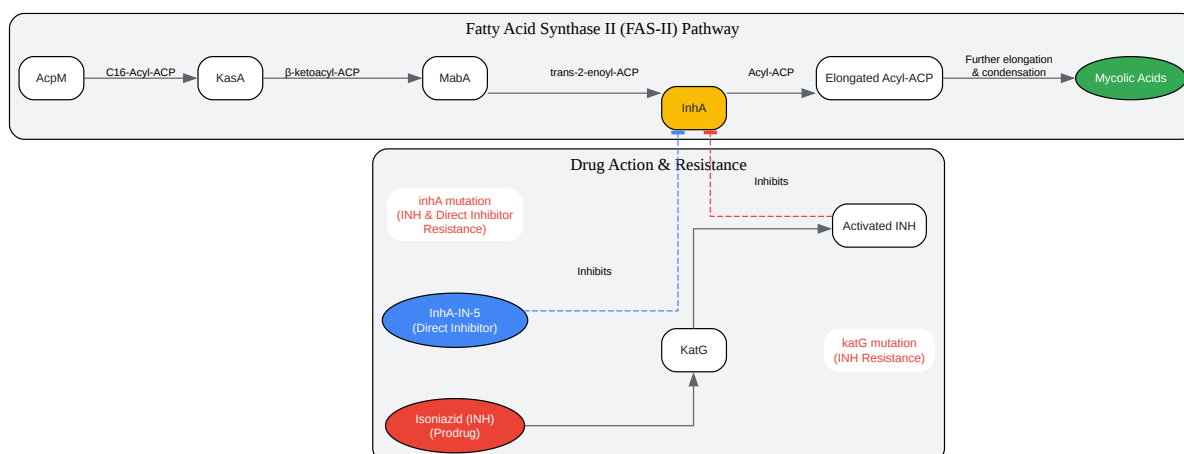 Fatty Acid Synthase II (FAS-II) Pathway
AcpM
C16-Acyl-ACP
KasA
β-ketoacyl-ACP
MabA
trans-2-enoyl-ACP
InhA
Acyl-ACP
Elongated Acyl-ACP
Further elongation
& condensation
Mycolic Acids
Drug Action & Resistance
Inhibits
inhA mutation
(INH & Direct Inhibitor
Resistance)
Activated INH
Inhibits
InhA-IN-5
(Direct Inhibitor)
KatG
katG mutation
(INH Resistance)
Isoniazid (INH)
(Prodrug)